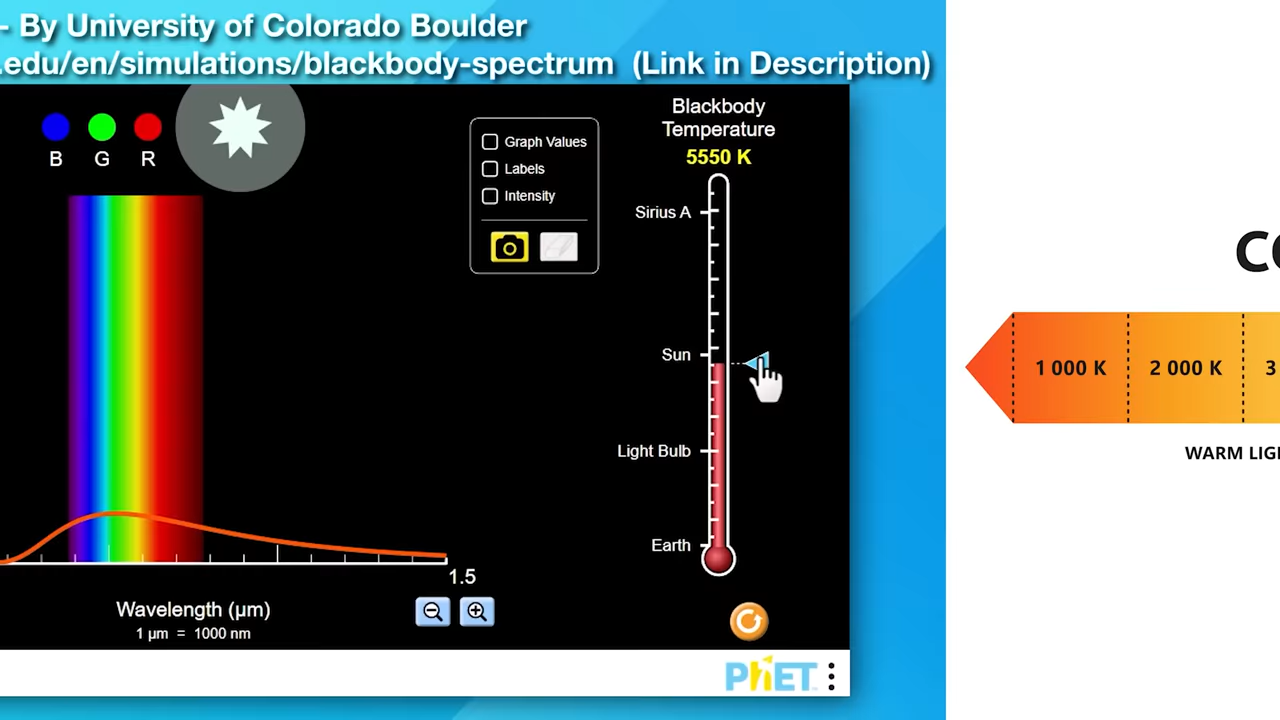 - By University of Colorado Boulder
.edu/en/simulations/blackbody-spectrum (Link in Description)
B G R
Graph Values
Labels
Intensity
Blackbody
Temperature
5550 K
Sirius A
Sun
Light Bulb
Earth
1.5
Wavelength (µm)
1 µm = 1000 nm
PhET
CO
1 000 K 2 000 K 3
WARM LIG